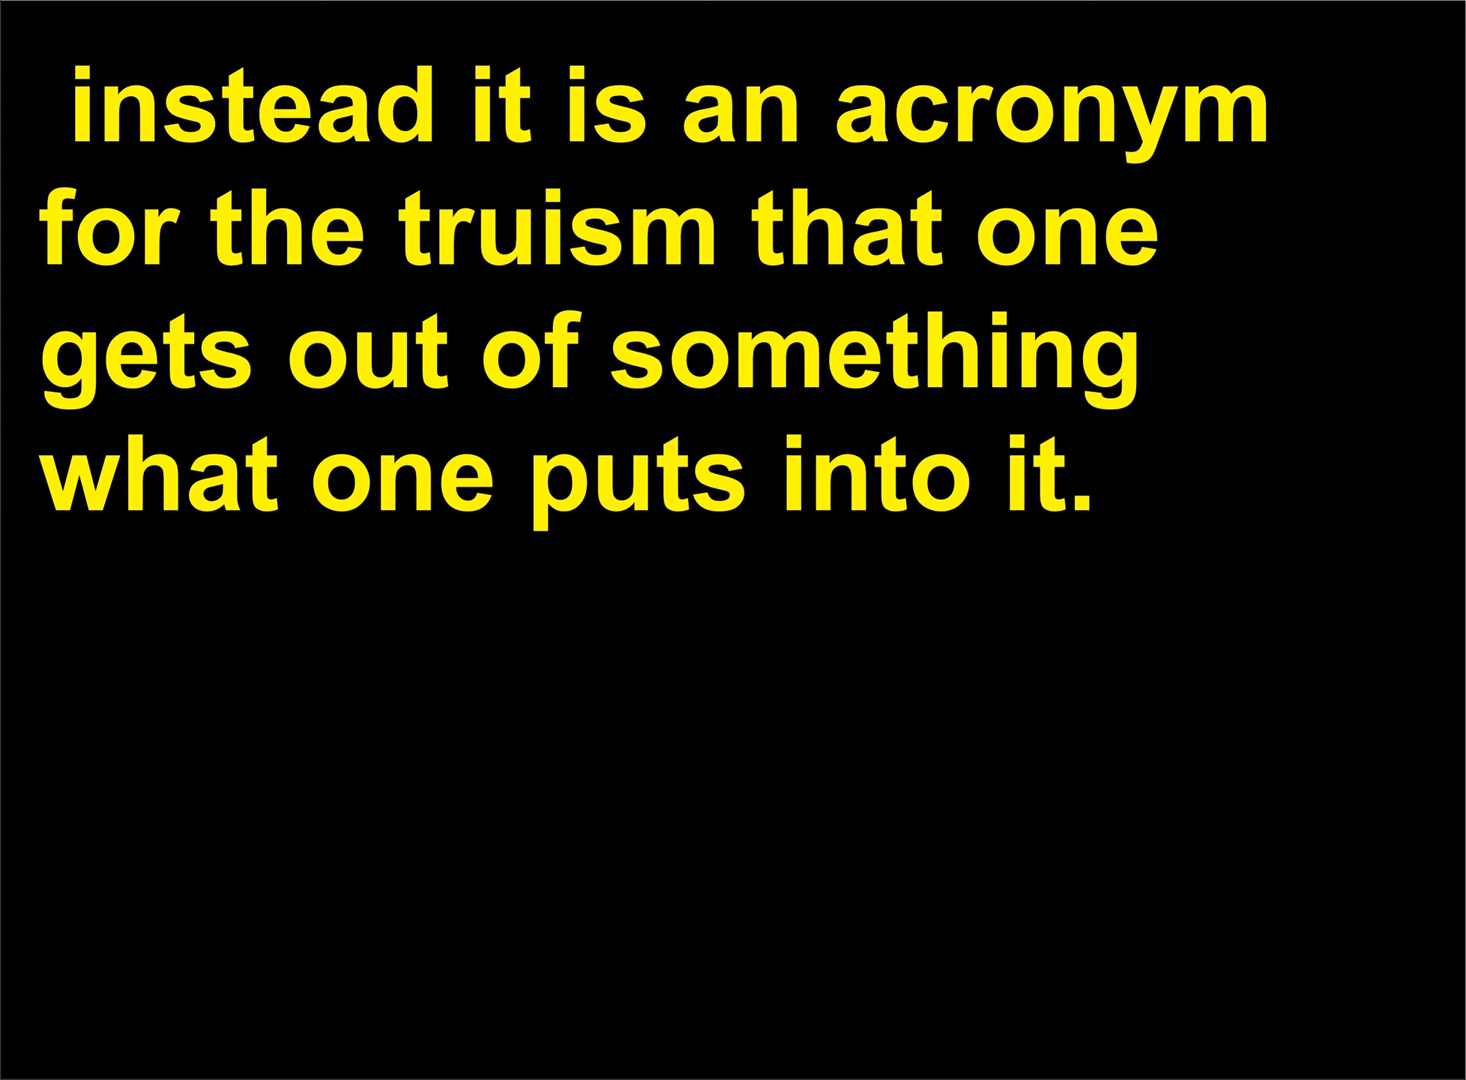 instead it is an acronym
for the truism that one
gets out of something
what one puts into it.